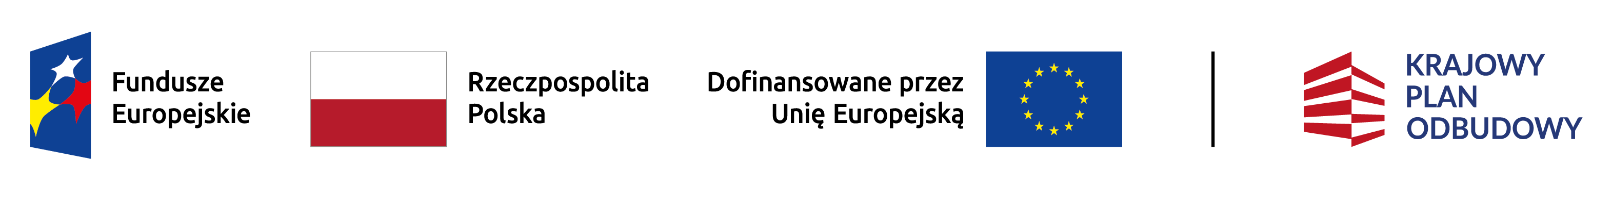 Fundusze
Europejskie
Rzeczpospolita
Polska
Dofinansowane przez
Unię Europejską
KRAJOWY
PLAN
ODBUDOWY